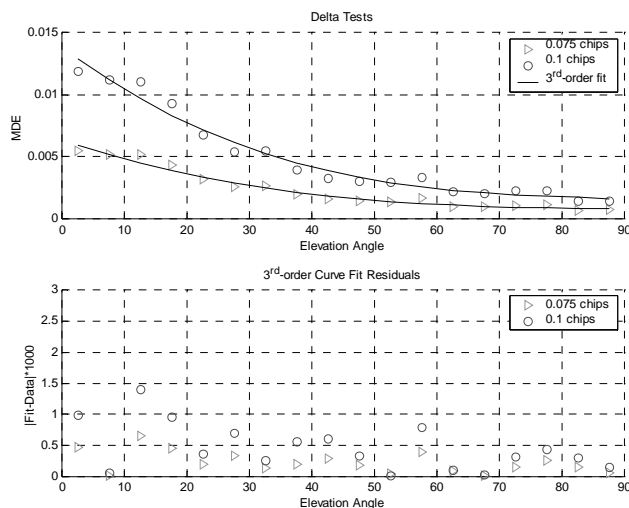 Delta Tests
0.015
0.01
0.005
0
MDE
0.075 chips
0.1 chips
3rd-order fit
0 10 20 30 40 50 60 70 80 90
Elevation Angle
3rd-order Curve Fit Residuals
3
2.5
2
1.5
1
0.5
0
|Fit-Data|*1000
0.075 chips
0.1 chips
0 10 20 30 40 50 60 70 80 90
Elevation Angle